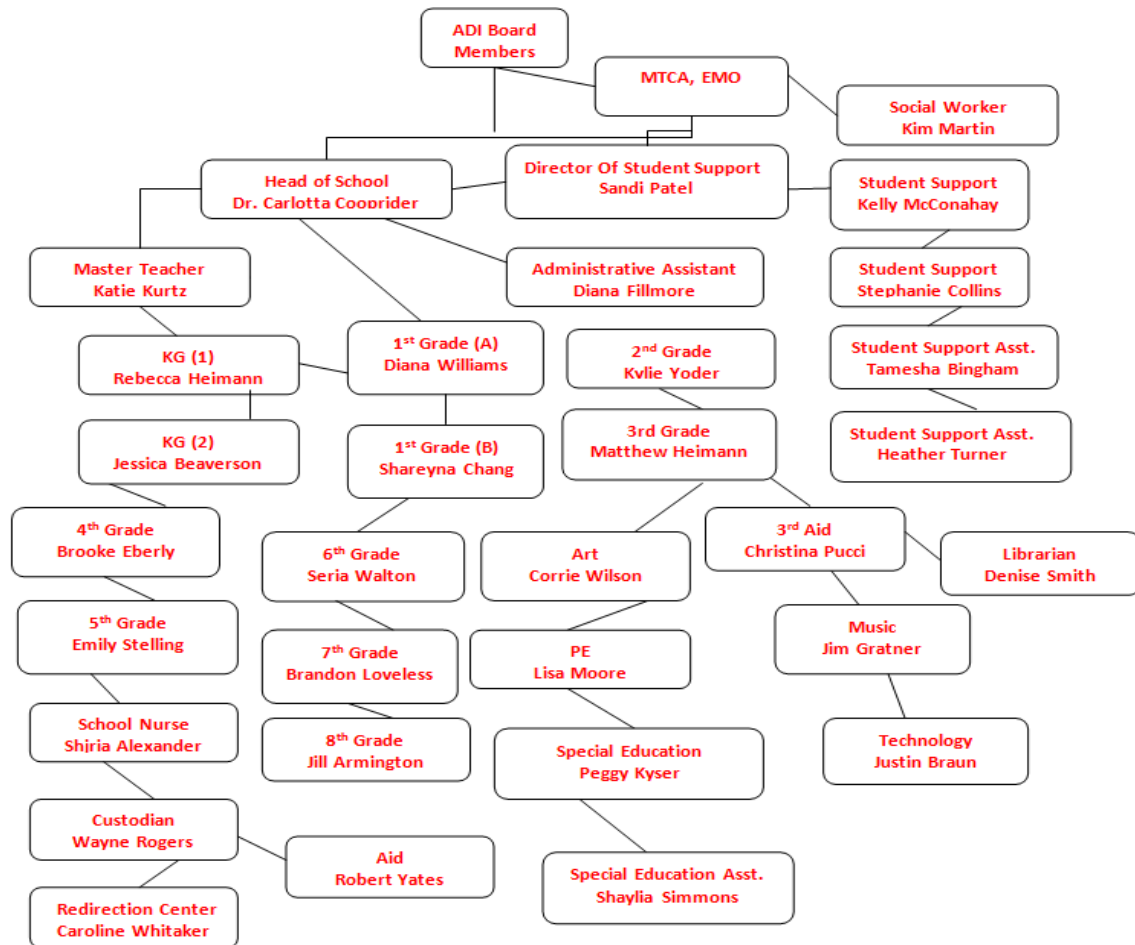 ADI Board
Members
MTCA, EMO
Social Worker
Kim Martin
Head of School
Dr. Carlotta Cooprider
Director Of Student Support
Sandi Patel
Student Support
Kelly McConahay
Master Teacher
Katie Kurtz
Administrative Assistant
Diana Fillmore
Student Support
Stephanie Collins
KG (1)
Rebecca Heimann
1st Grade (A)
Diana Williams
2nd Grade
Kylie Yoder
Student Support Asst.
Tamesha Bingham
KG (2)
Jessica Beaverson
1st Grade (B)
Shareyna Chang
3rd Grade
Matthew Heimann
Student Support Asst.
Heather Turner
4th Grade
Brooke Eberly
6th Grade
Seria Walton
Art
Corrie Wilson
3rd Aid
Christina Pucci
Librarian
Denise Smith
5th Grade
Emily Stelling
7th Grade
Brandon Loveless
PE
Lisa Moore
Music
Jim Gratner
School Nurse
Shiria Alexander
8th Grade
Jill Armington
Special Education
Peggy Kyser
Technology
Justin Braun
Custodian
Wayne Rogers
Aid
Robert Yates
Special Education Asst.
Shaylia Simmons
Redirection Center
Caroline Whitaker